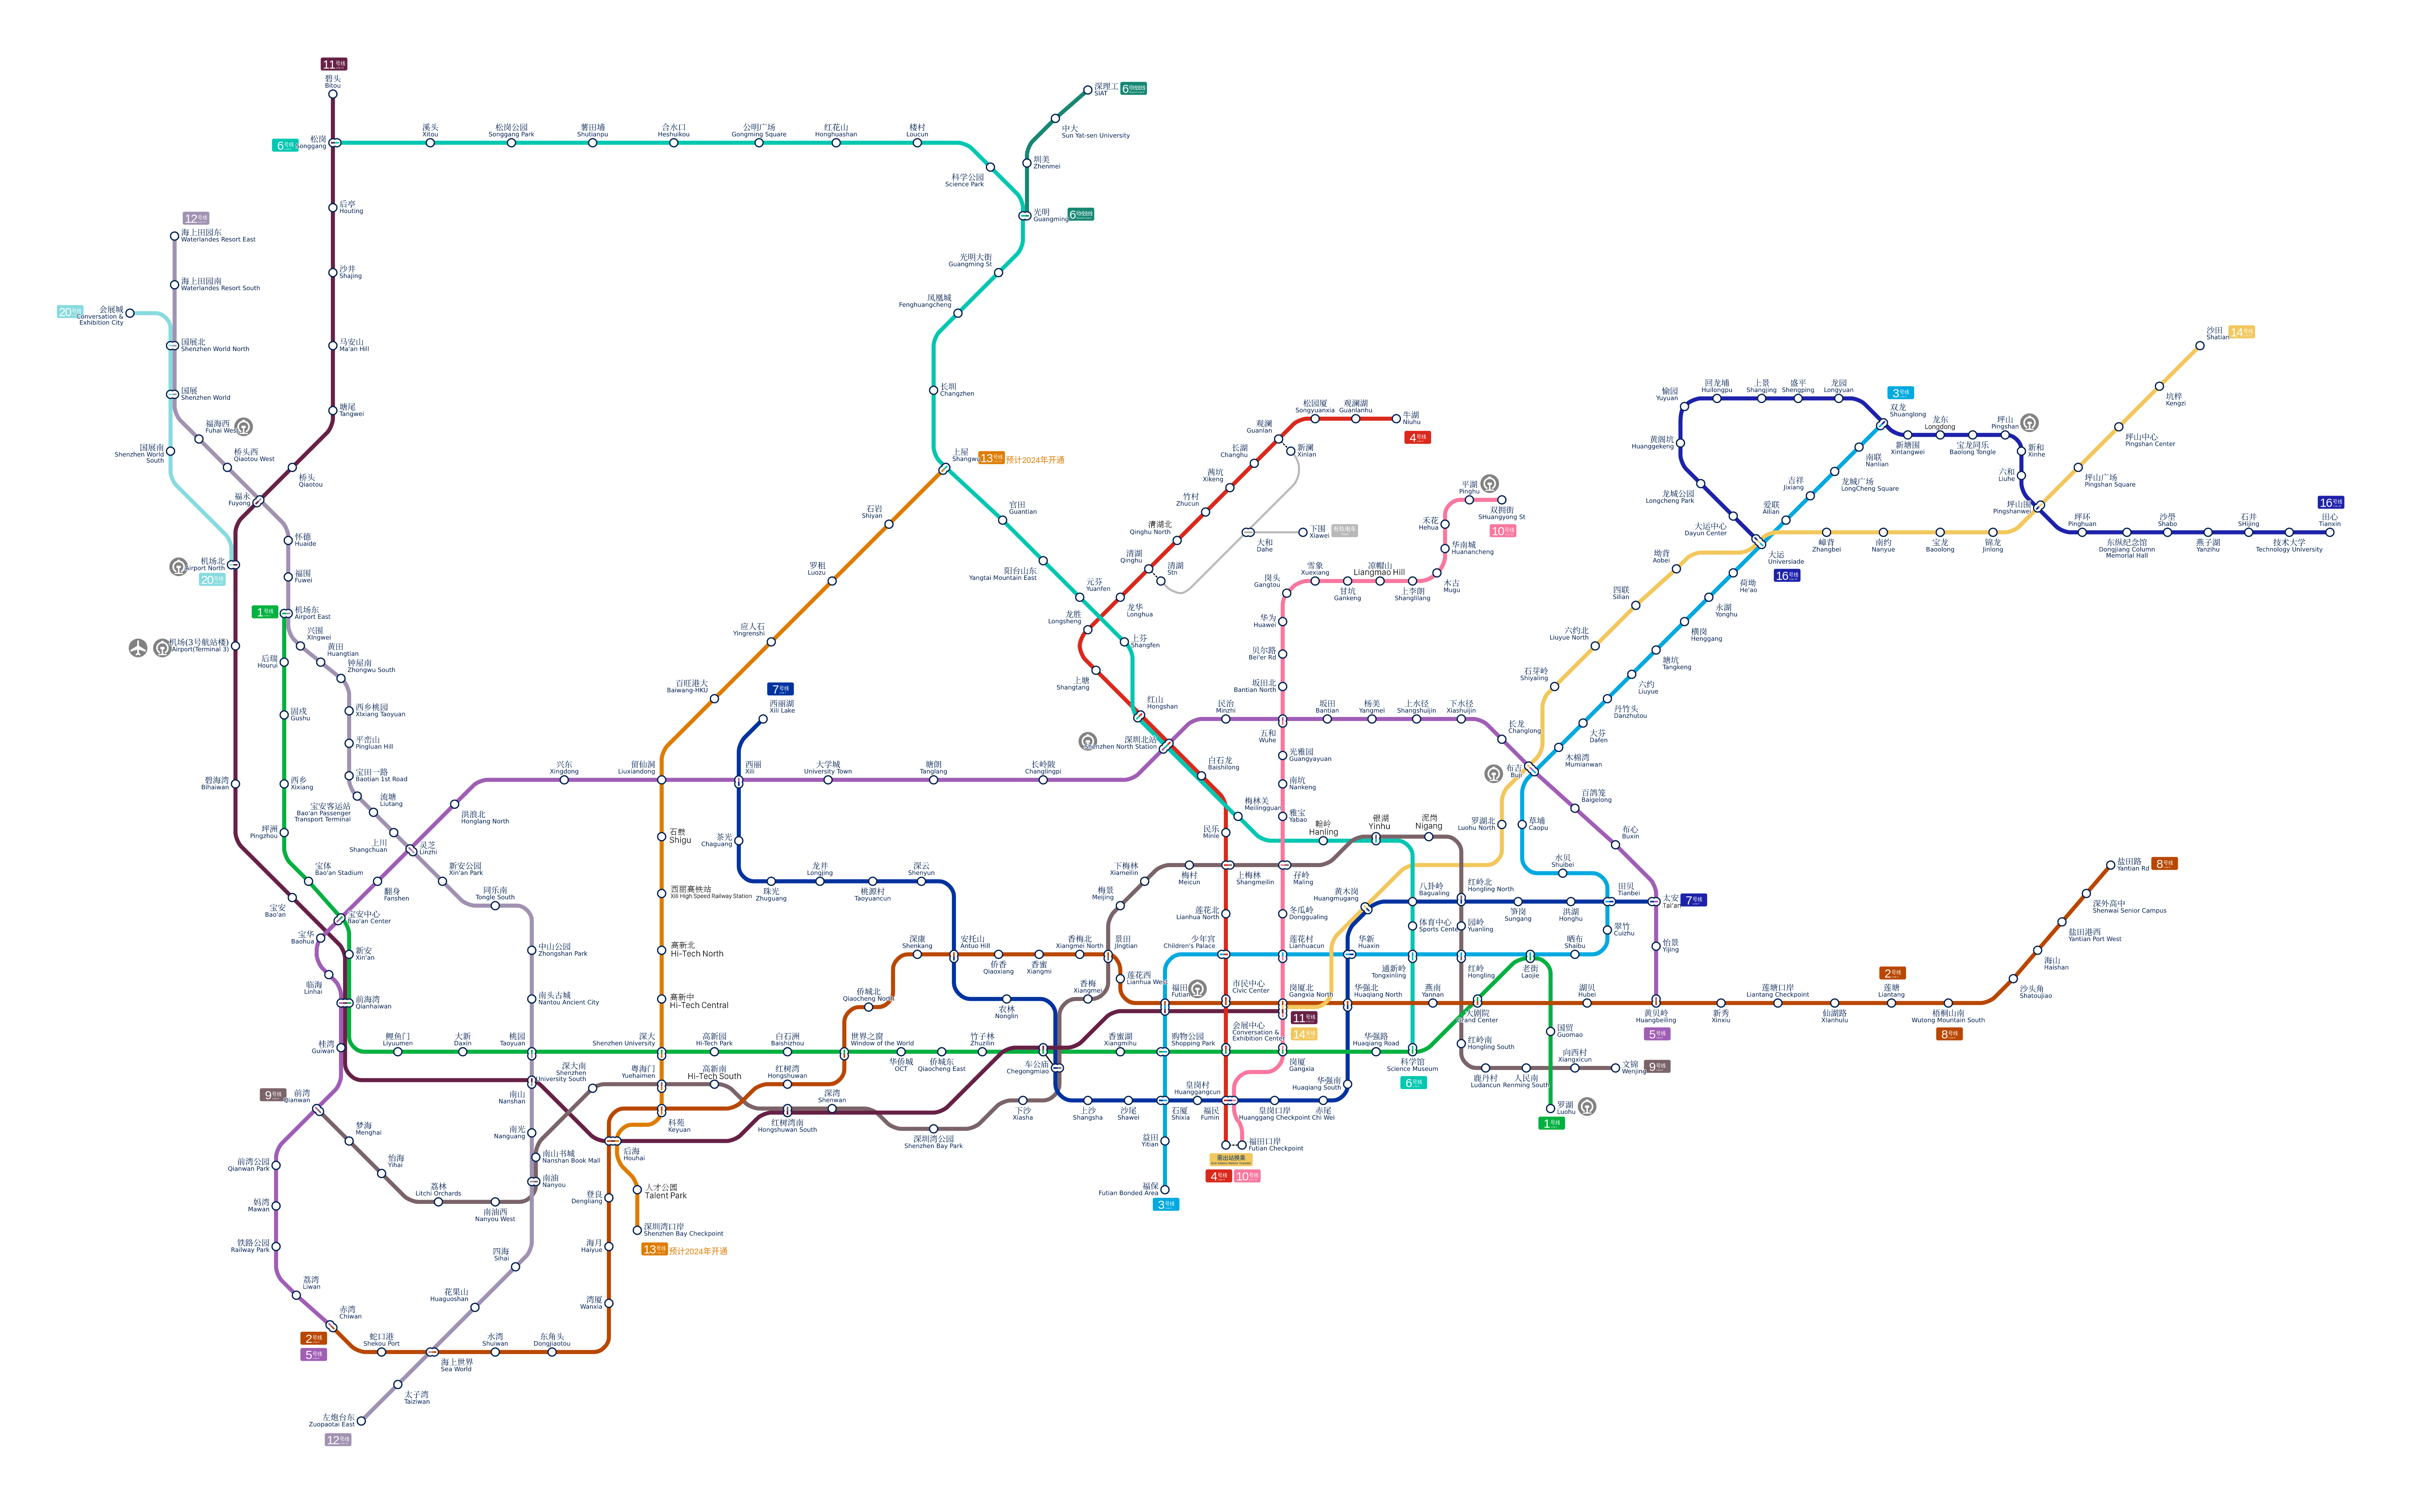 11号线
碧头
Bitou
6号线
松岗
Songgang
溪头
Xitou
松岗公园
Songgang Park
薯田埔
Shutianpu
合水口
Heshuikou
公明广场
Gongming Square
红花山
Honghuashan
楼村
Loucun
科学公园
Science Park
深理工
SIAT
中大
Sun Yat-sen University
圳美
Zhenmei
光明
Guangming
光明大街
Guangming St
凤凰城
Fenghuangcheng
长圳
Changzhen
上屋
13号线
预计2024年开通
官田
Guantian
阳台山东
Yangtai Mountain East
元芬
Yuanfen
上芬
Shangfen
红山
Hongshan
深圳北站
梅林关
Meilingguan
翰岭
Hanling
银湖
Yinhu
八卦岭
Bagualing
体育中心
Sports Center
通新岭
Tongxinling
科学馆
Science Museum
6号线
后亭
Houting
沙井
Shajing
马安山
Ma'an Hill
塘尾
Tangwei
桥头
Qiaotou
福永
Fuyong
机场北
Airport North
20号线
机场(3号航站楼)
Airport(Terminal 3)
碧海湾
Bihaiwan
宝安
Bao'an
12号线
海上田园东
Waterlandes Resort East
海上田园南
Waterlandes Resort South
20号线
会展城
Conversation &
Exhibition City
国展北
Shenzhen World North
国展
Shenzhen World
国展南
Shenzhen World
South
福海西
Fuhai West
桥头西
Qiaotou West
怀德
Huaide
福围
Fuwei
1号线
机场东
Airport East
兴围
XIngwei
黄田
Huangtian
钟屋南
Zhongwu South
西乡桃园
XIxiang Taoyuan
平峦山
Pingluan Hill
宝田一路
Baotian 1st Road
流塘
Liutang
宝安客运站
Bao'an Passenger
Transport Terminal
上川
Shangchuan
灵芝
Linzhi
新安公园
Xin'an Park
同乐南
Tongle South
中山公园
Zhongshan Park
南头古城
Nantou Ancient City
桃园
Taoyuan
南山
Nanshan
南光
Nanguang
南山书城
Nanshan Book Mall
南油
Nanyou
四海
Sihai
花果山
Huaguoshan
海上世界
Sea World
太子湾
Taiziwan
左炮台东
Zuopaotai East
12号线
后瑞
Hourui
固戍
Gushu
西乡
Xixiang
坪洲
Pingzhou
宝体
Bao'an Stadium
宝安中心
Bao'an Center
新安
Xin'an
前海湾
Qianhaiwan
鲤鱼门
Liyuumen
大新
Daxin
深大
Shenzhen University
高新园
Hi-Tech Park
白石洲
Baishizhou
世界之窗
Window of the World
华侨城
OCT
侨城东
Qiaocheng East
竹子林
Zhuzilin
车公庙
Chegongmiao
香蜜湖
Xiangmihu
购物公园
Shopping Park
会展中心
Conversation &
Exhibition Center
岗厦
Gangxia
华强路
Huaqiang Road
大剧院
Grand Center
老街
Laojie
国贸
Guomao
罗湖
Luohu
1号线
翻身
Fanshen
洪浪北
Honglang North
兴东
Xingdong
留仙洞
Liuxiandong
西丽
Xili
大学城
University Town
塘朗
Tanglang
长岭陂
Changlingpi
民治
Minzhi
五和
Wuhe
坂田
Bantian
杨美
Yangmei
上水径
Shangshuijin
下水径
Xiashuijin
长龙
Changlong
布吉
Buji
百鸽笼
Baigelong
布心
Buxin
太安
Tai'an
7号线
怡景
Yijing
黄贝岭
Huangbeiling
5号线
宝华
Baohua
临海
Linhai
桂湾
Guiwan
9号线
前湾
Qianwan
前湾公园
Qianwan Park
妈湾
Mawan
铁路公园
Railway Park
荔湾
Liwan
赤湾
Chiwan
2号线
5号线
蛇口港
Shekou Port
水湾
Shuiwan
东角头
Dongjiaotou
湾厦
Wanxia
海月
Haiyue
登良
Dengliang
后海
Houhai
科苑
Keyuan
红树湾
Hongshuwan
侨城北
Qiaocheng North
深康
Shenkang
安托山
Antuo Hill
侨香
Qiaoxiang
香蜜
Xiangmi
香梅北
Xiangmei North
景田
JIngtian
莲花西
Lianhua West
福田
Futian
市民中心
Civic Center
岗厦北
Gangxia North
华强北
Huaqiang North
燕南
Yannan
湖贝
Hubei
新秀
Xinxiu
莲塘口岸
Liantang Checkpoint
仙湖路
Xianhulu
2号线
莲塘
Liantang
梧桐山南
Wutong Mountain South
8号线
沙头角
Shatoujiao
海山
Haishan
盐田港西
Yantian Port West
深外高中
Shenwai Senior Campus
盐田路
Yantian Rd
8号线
梦海
Menghai
怡海
Yihai
荔林
Litchi Orchards
南油西
Nanyou West
深大南
Shenzhen
University South
粤海门
Yuehaimen
高新南
Hi-Tech South
深湾
Shenwan
红树湾南
Hongshuwan South
深圳湾公园
Shenzhen Bay Park
下沙
Xiasha
香梅
Xiangmei
梅景
Meijing
下梅林
Xiameilin
梅村
Meicun
上梅林
Shangmeilin
孖岭
Maling
泥岗
Nigang
红岭北
Hongling North
园岭
Yuanling
红岭
Hongling
红岭南
Hongling South
鹿丹村
Ludancun
人民南
Renming South
向西村
Xiangxicun
文锦
Wenjing
9号线
石岩
Shiyan
罗租
Luozu
应人石
Yingrenshi
百旺港大
Baiwang-HKU
石鼓
Shigu
西丽高铁站
Xili High Speed Railway Station
高新北
Hi-Tech North
高新中
Hi-Tech Central
人才公园
Talent Park
深圳湾口岸
Shenzhen Bay Checkpoint
13号线
预计2024年开通
7号线
西丽湖
Xili Lake
茶光
Chaguang
珠光
Zhuguang
龙井
Longjing
桃源村
Taoyuancun
深云
Shenyun
农林
Nonglin
上沙
Shangsha
沙尾
Shawei
石厦
Shixia
皇岗村
Huanggangcun
福民
Fumin
皇岗口岸
Huanggang Checkpoint
赤尾
Chi Wei
华强南
Huaqiang South
华新
Huaxin
黄木岗
Huangmugang
笋岗
Sungang
洪湖
Honghu
田贝
Tianbei
牛湖
Niuhu
4号线
观澜湖
Guanlanhu
松园厦
Songyuanxia
观澜
Guanlan
新澜
Xinlan
长湖
Changhu
茜坑
Xikeng
竹村
Zhucun
清湖北
Qinghu North
清湖
Qinghu
清湖
Stn
大和
Dahe
下围
Xiawei
有轨电车
龙华
Longhua
龙胜
Longsheng
上塘
Shangtang
白石龙
Baishilong
民乐
Minle
莲花北
Lianhua North
少年宫
Children's Palace
福田口岸
Futian Checkpoint
需出站换乘
4号线
10号线
平湖
Pinghu
双拥街
SHuangyong St
10号线
禾花
Hehua
华南城
Huanancheng
木古
Mugu
上李朗
Shanglilang
凉帽山
Liangmao Hill
甘坑
Gankeng
雪象
Xuexiang
岗头
Gangtou
华为
Huawei
贝尔路
Bei'er Rd
坂田北
Bantian North
光雅园
Guangyayuan
南坑
Nankeng
雅宝
Yabao
冬瓜岭
Donggualing
莲花村
Lianhuacun
11号线
14号线
益田
Yitian
福保
Futian Bonded Area
3号线
晒布
Shaibu
翠竹
Cuizhu
水贝
Shuibei
草埔
Caopu
木棉湾
Mumianwan
大芬
Dafen
丹竹头
Danzhutou
六约
Liuyue
塘坑
Tangkeng
横岗
Henggang
永湖
Yonghu
荷坳
He'ao
大运
Universiade
16号线
爱联
Ailian
吉祥
Jixiang
龙城广场
LongCheng Square
南联
Nanlian
双龙
Shuanglong
3号线
罗湖北
Luohu North
石芽岭
Shiyaling
六约北
Liuyue North
四联
Silian
坳背
Aobei
嶂背
Zhangbei
南约
Nanyue
宝龙
Baoolong
锦龙
Jinlong
坪山围
Pingshanwei
坪山广场
Pingshan Square
坪山中心
Pingshan Center
坑梓
Kengzi
沙田
Shatian
14号线
大运中心
Dayun Center
龙城公园
Longcheng Park
黄阁坑
Huanggekeng
愉园
Yuyuan
回龙埔
Huilongpu
上景
Shangjing
盛平
Shengping
龙园
Longyuan
新塘围
Xintangwei
龙东
Longdong
宝龙同乐
Baolong Tongle
坪山
Pingshan
新和
Xinhe
六和
Liuhe
坪环
Pinghuan
东纵纪念馆
Dongjiang Column
Memorial Hall
沙壆
Shabo
燕子湖
Yanzihu
石井
SHijing
技术大学
Technology University
田心
Tianxin
16号线